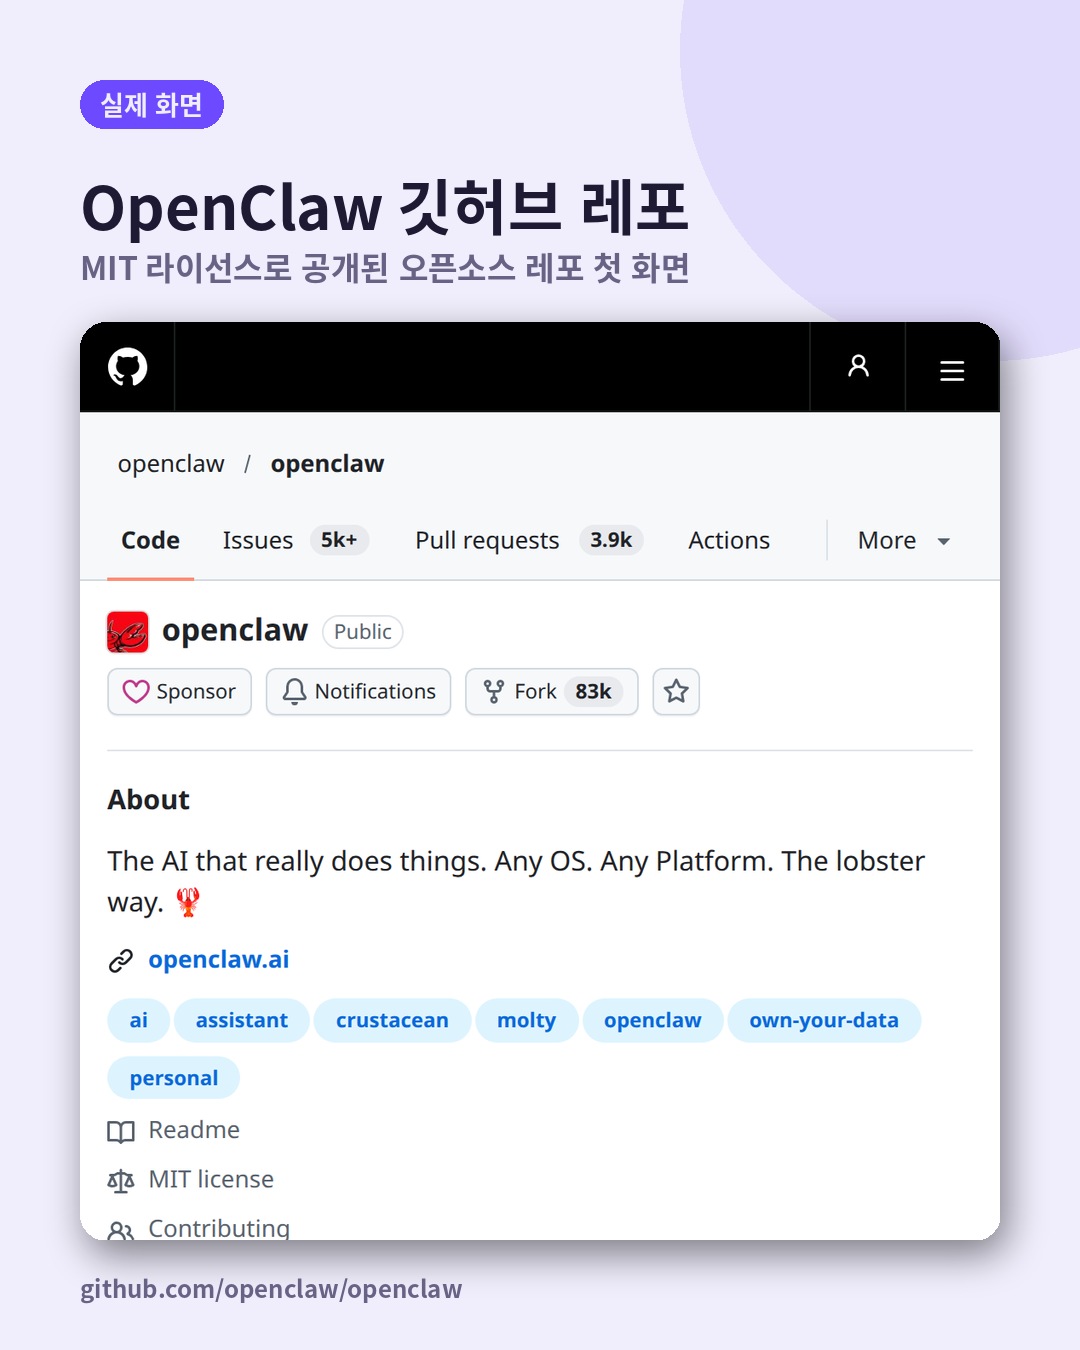 실제 화면
OpenClaw 깃허브 레포
MIT 라이선스로 공개된 오픈소스 레포 첫 화면
openclaw / openclaw
Code Issues 5k+ Pull requests 3.9k Actions More
openclaw Public
Sponsor Notifications Fork 83k
About
The AI that really does things. Any OS. Any Platform. The lobster
way. 🦞
openclaw.ai
ai assistant crustacean molty openclaw own-your-data
personal
Readme
MIT license
Contributing
github.com/openclaw/openclaw